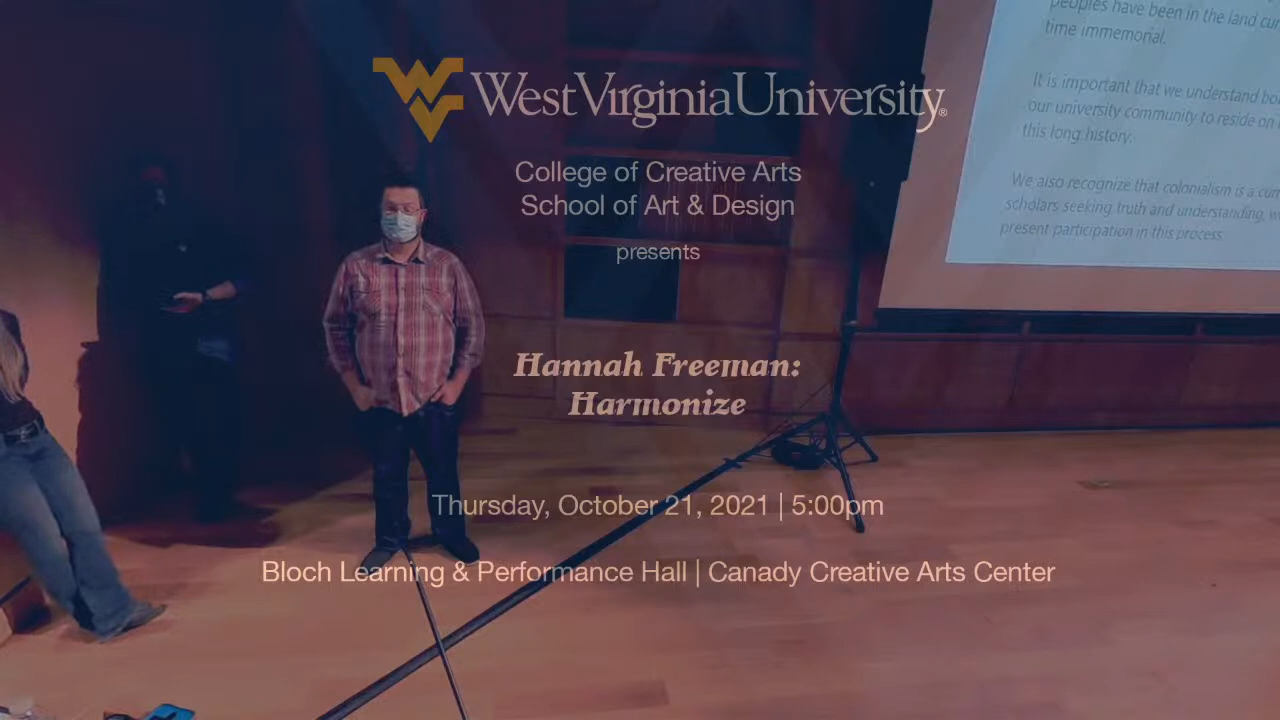 West Virginia University®
College of Creative Arts
School of Art & Design
presents
Hannah Freeman:
Harmonize
Thursday, October 21, 2021 | 5:00pm
Bloch Learning & Performance Hall | Canady Creative Arts Center
peoples have been in the land
time immemorial.
It is important that we understand
our university community to reside on
this long history.
We also recognize that colonialism is a
scholars seeking truth and understanding,
present participation in this process.